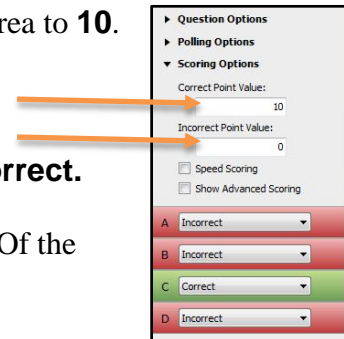 rea to 10.
rrect.
Of the
Question Options
Polling Options
Scoring Options
Correct Point Value:
10
Incorrect Point Value:
0
Speed Scoring
Show Advanced Scoring
A Incorrect
B Incorrect
C Correct
D Incorrect